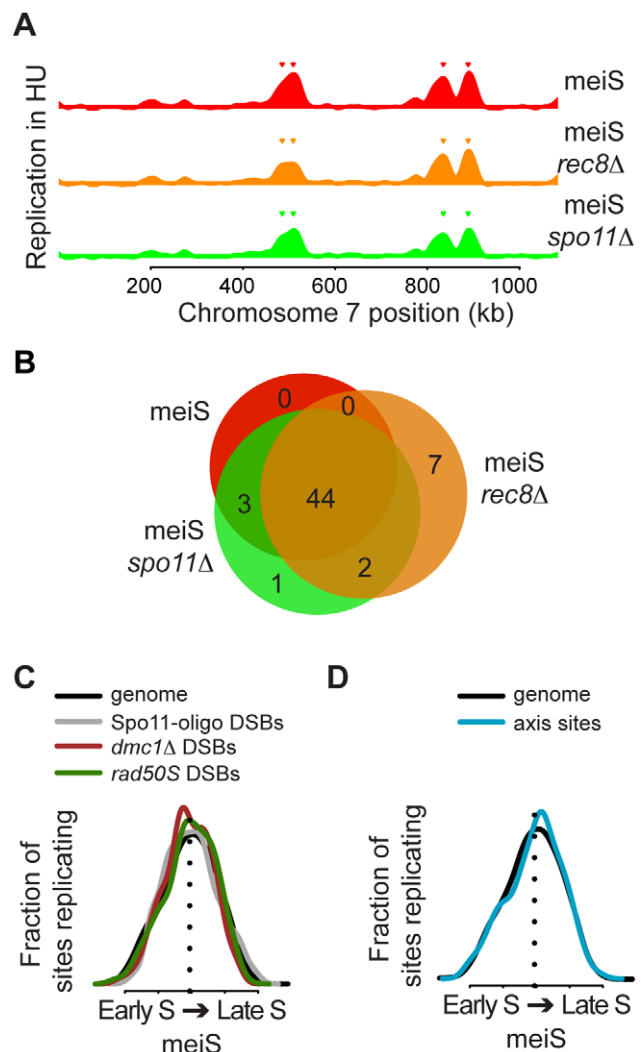 A
Replication in HU
meiS
meiS
rec8Δ
meiS
spo11Δ
200 400 600 800 1000
Chromosome 7 position (kb)
B
meiS
0
0
7
meiS
rec8Δ
3
44
meiS
spo11Δ
1
2
C
genome
Spo11-oligo DSBs
dmc1Δ DSBs
rad50S DSBs
Fraction of
sites replicating
Early S → Late S
meiS
D
genome
axis sites
Fraction of
sites replicating
Early S → Late S
meiS